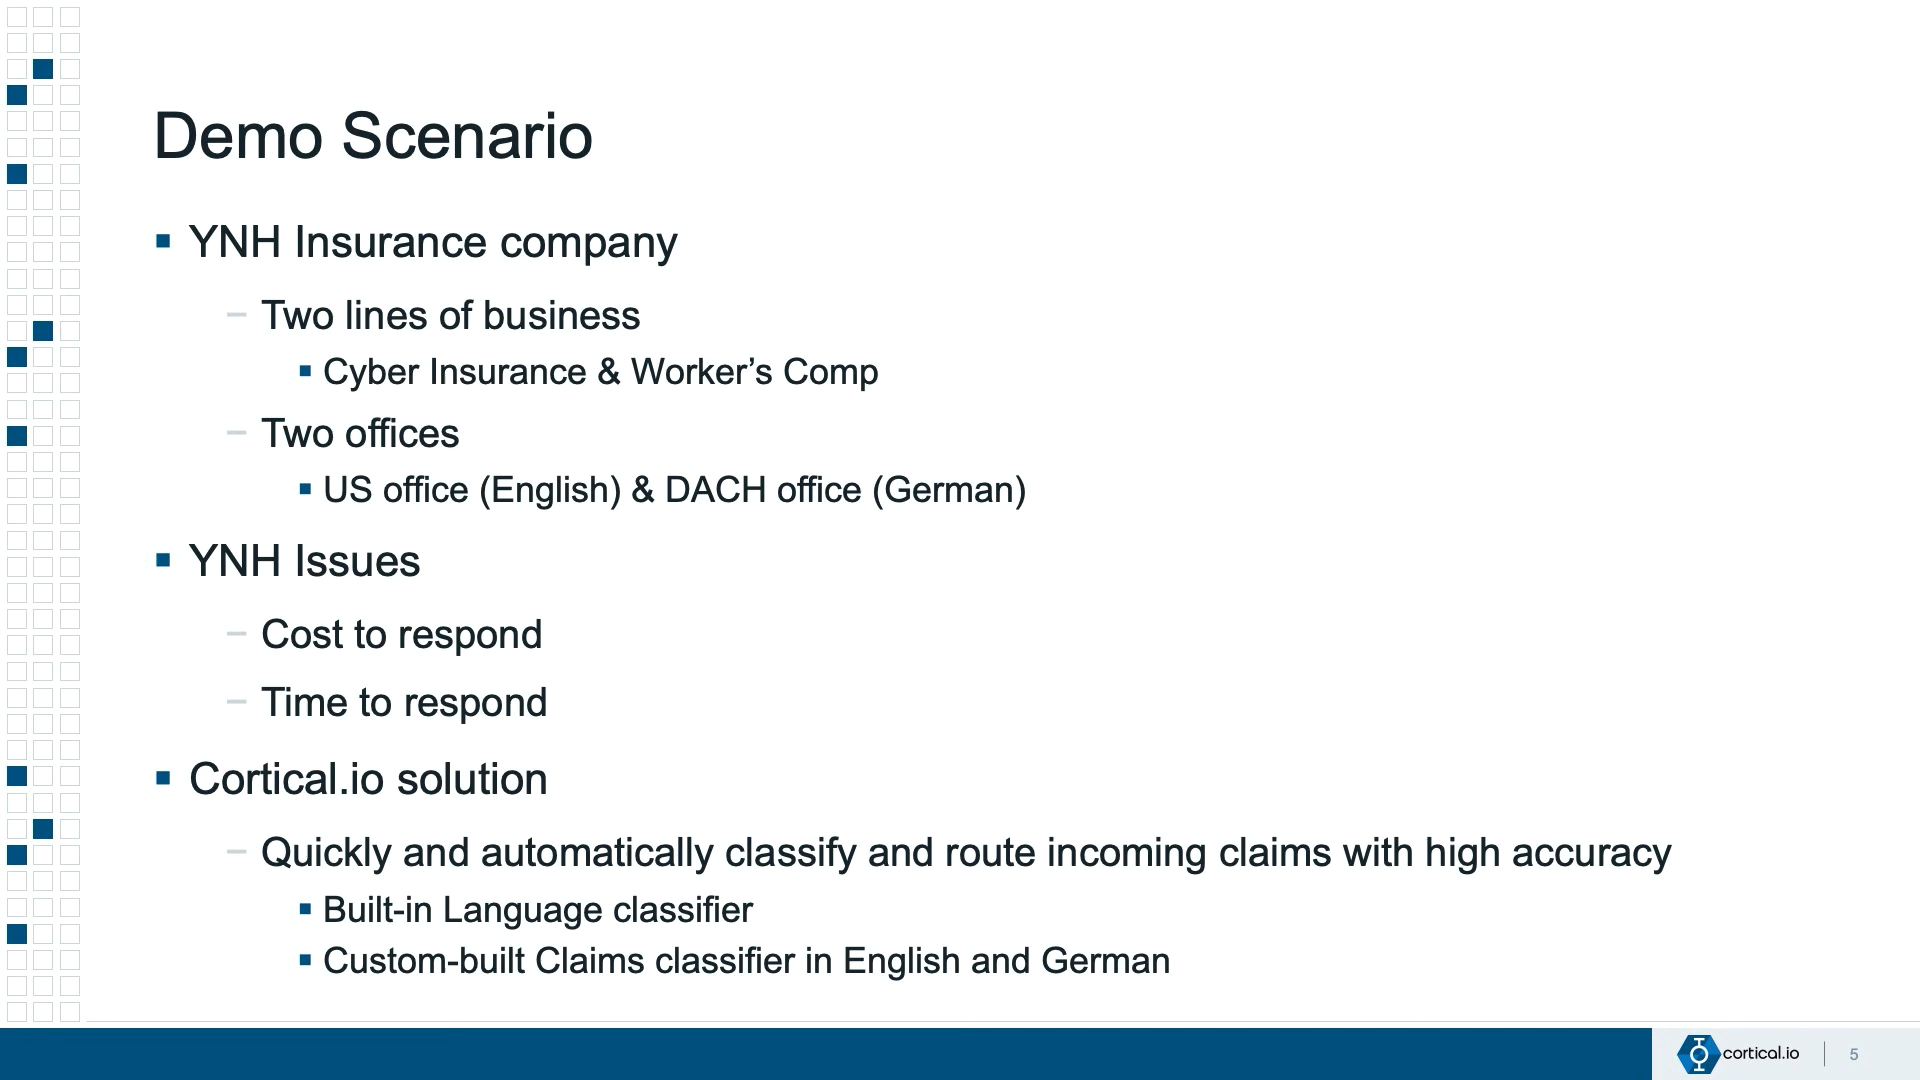 Demo Scenario
▪ YNH Insurance company
– Two lines of business
▪ Cyber Insurance & Worker’s Comp
– Two offices
▪ US office (English) & DACH office (German)
▪ YNH Issues
– Cost to respond
– Time to respond
▪ Cortical.io solution
– Quickly and automatically classify and route incoming claims with high accuracy
▪ Built-in Language classifier
▪ Custom-built Claims classifier in English and German
cortical.io
5